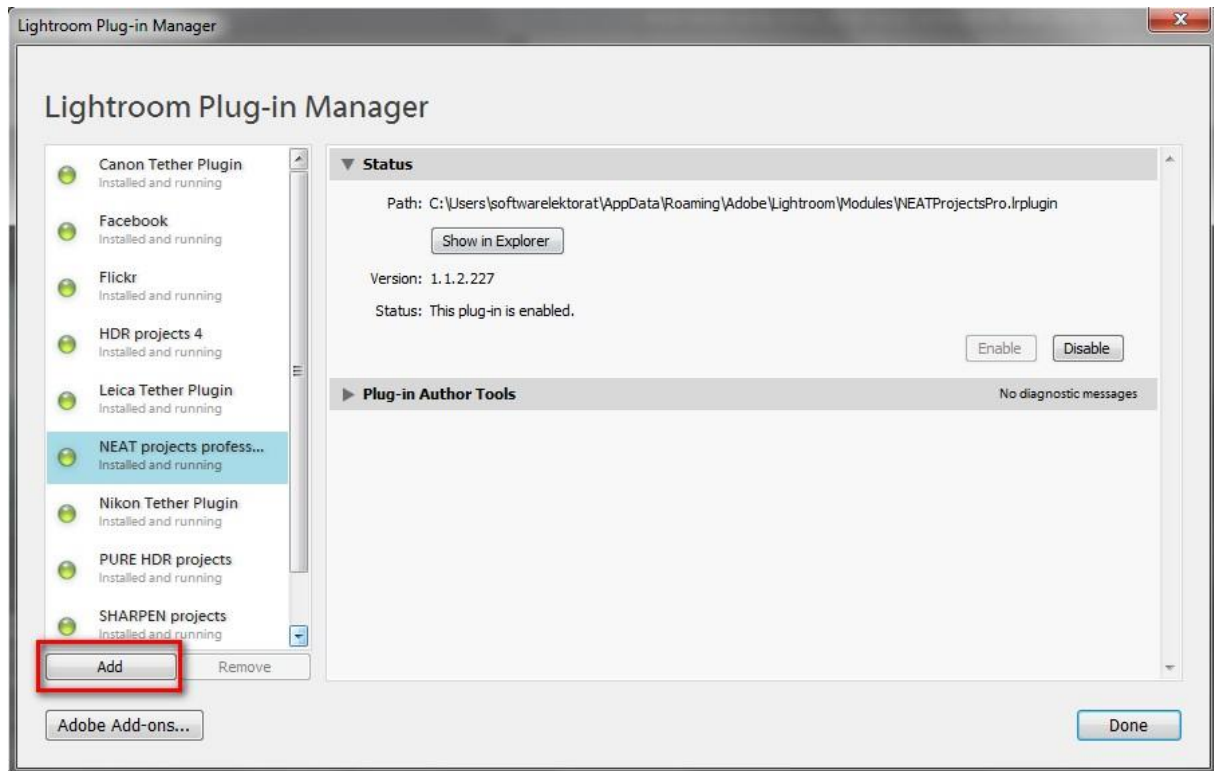 Lightroom Plug-in Manager
Lightroom Plug-in Manager
Canon Tether Plugin
Installed and running
Facebook
Installed and running
Flickr
Installed and running
HDR projects 4
Installed and running
Leica Tether Plugin
Installed and running
NEAT projects profess...
Installed and running
Nikon Tether Plugin
Installed and running
PURE HDR projects
Installed and running
SHARPEN projects
Installed and running
Add
Remove
Adobe Add-ons...
Status
Path: C:\Users\softwarelektorat\AppData\Roaming\Adobe\Lightroom\Modules\NEATProjectsPro.lrplugin
Show in Explorer
Version: 1.1.2.227
Status: This plug-in is enabled.
Enable
Disable
Plug-in Author Tools
No diagnostic messages
Done